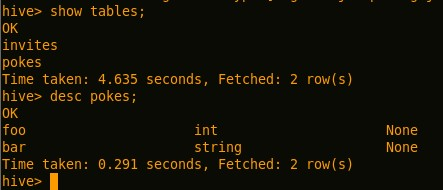 hive> show tables;
OK
invites
pokes
Time taken: 4.635 seconds, Fetched: 2 row(s)
hive> desc pokes;
OK
foo int None
bar string None
Time taken: 0.291 seconds, Fetched: 2 row(s)
hive>